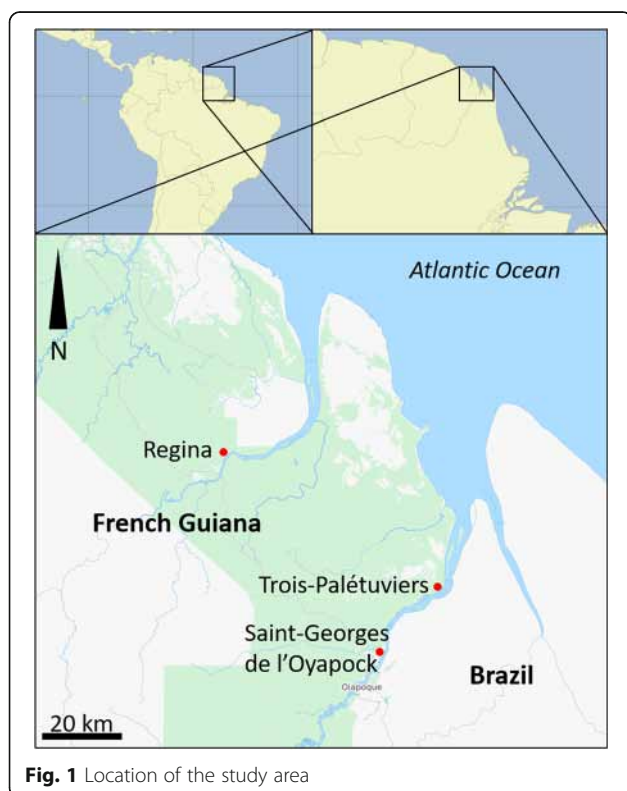 Atlantic Ocean
N
Regina
French Guiana
Trois-Palétuviers
Saint-Georges
de l'Oyapock
Oiapoque
Brazil
20 km
Fig. 1 Location of the study area